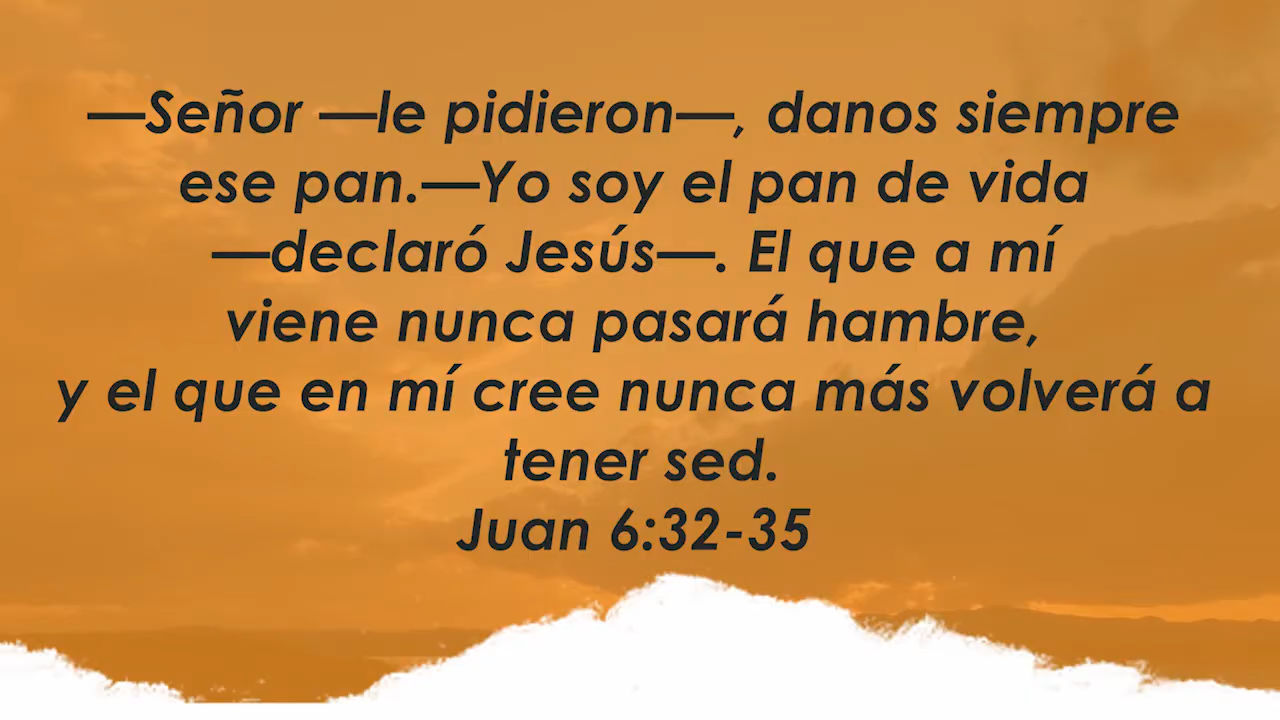 —Señor —le pidieron—, danos siempre
ese pan.—Yo soy el pan de vida
—declaró Jesús—. El que a mí
viene nunca pasará hambre,
y el que en mí cree nunca más volverá a
tener sed.
Juan 6:32-35